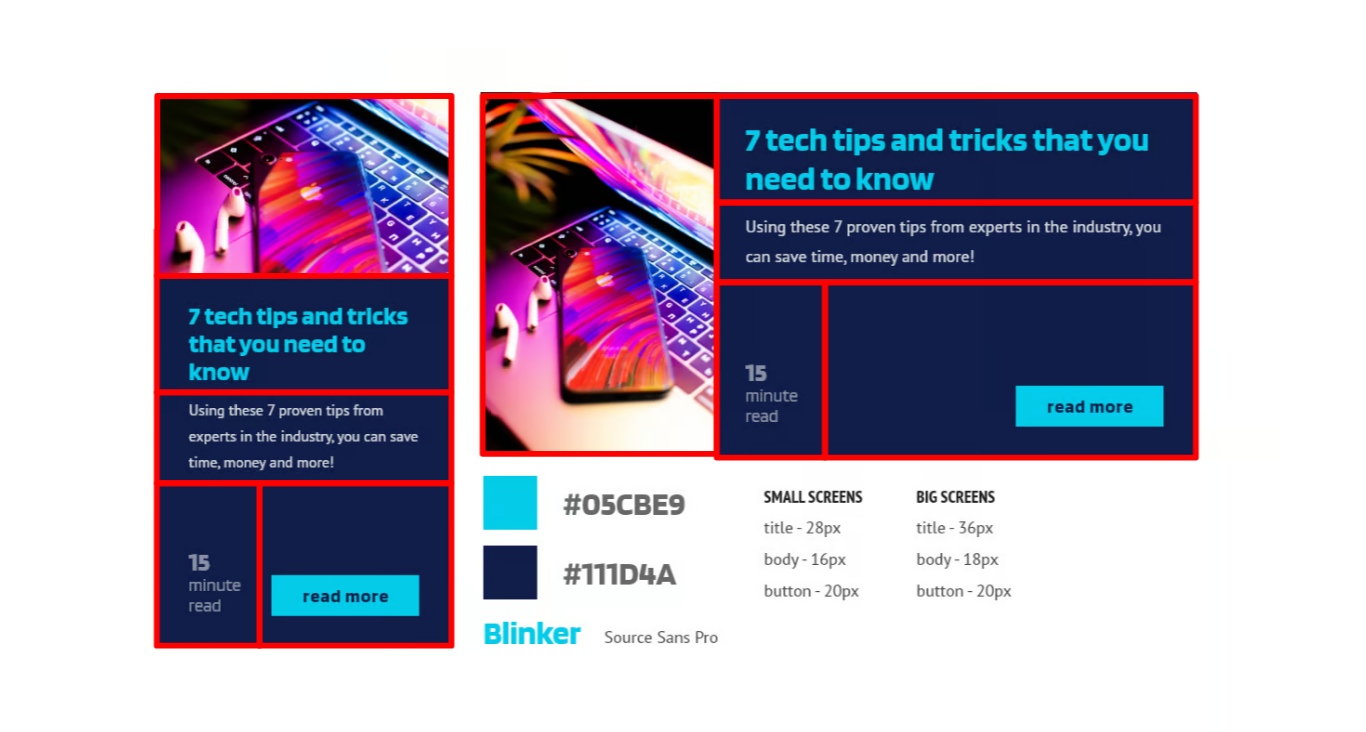 7 tech tips and tricks
that you need to
know
Using these 7 proven tips from
experts in the industry, you can save
time, money and more!
15
minute
read
read more
7 tech tips and tricks that you
need to know
Using these 7 proven tips from experts in the industry, you
can save time, money and more!
15
minute
read
read more
#05CBE9
#111D4A
Blinker Source Sans Pro
SMALL SCREENS
title - 28px
body - 16px
button - 20px
BIG SCREENS
title - 36px
body - 18px
button - 20px